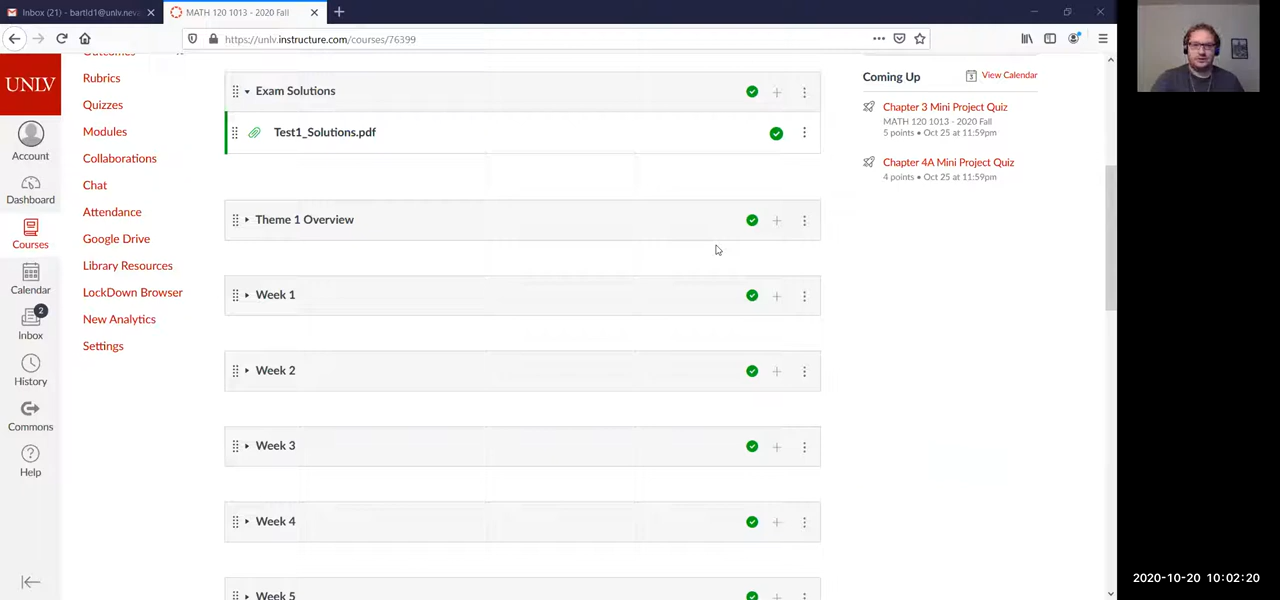 Inbox (21) - bartld1@unlv.nev
MATH 120 1013 - 2020 Fall
https://unlv.instructure.com/courses/76399
UNLV
Account
Dashboard
Courses
Calendar
2
Inbox
History
Commons
Help
Outcomes
Rubrics
Quizzes
Modules
Collaborations
Chat
Attendance
Google Drive
Library Resources
LockDown Browser
New Analytics
Settings
Exam Solutions
Test1_Solutions.pdf
Theme 1 Overview
Week 1
Week 2
Week 3
Week 4
Week 5
Coming Up
View Calendar
Chapter 3 Mini Project Quiz
MATH 120 1013 - 2020 Fall
5 points • Oct 25 at 11:59pm
Chapter 4A Mini Project Quiz
4 points • Oct 25 at 11:59pm
2020-10-20 10:02:20